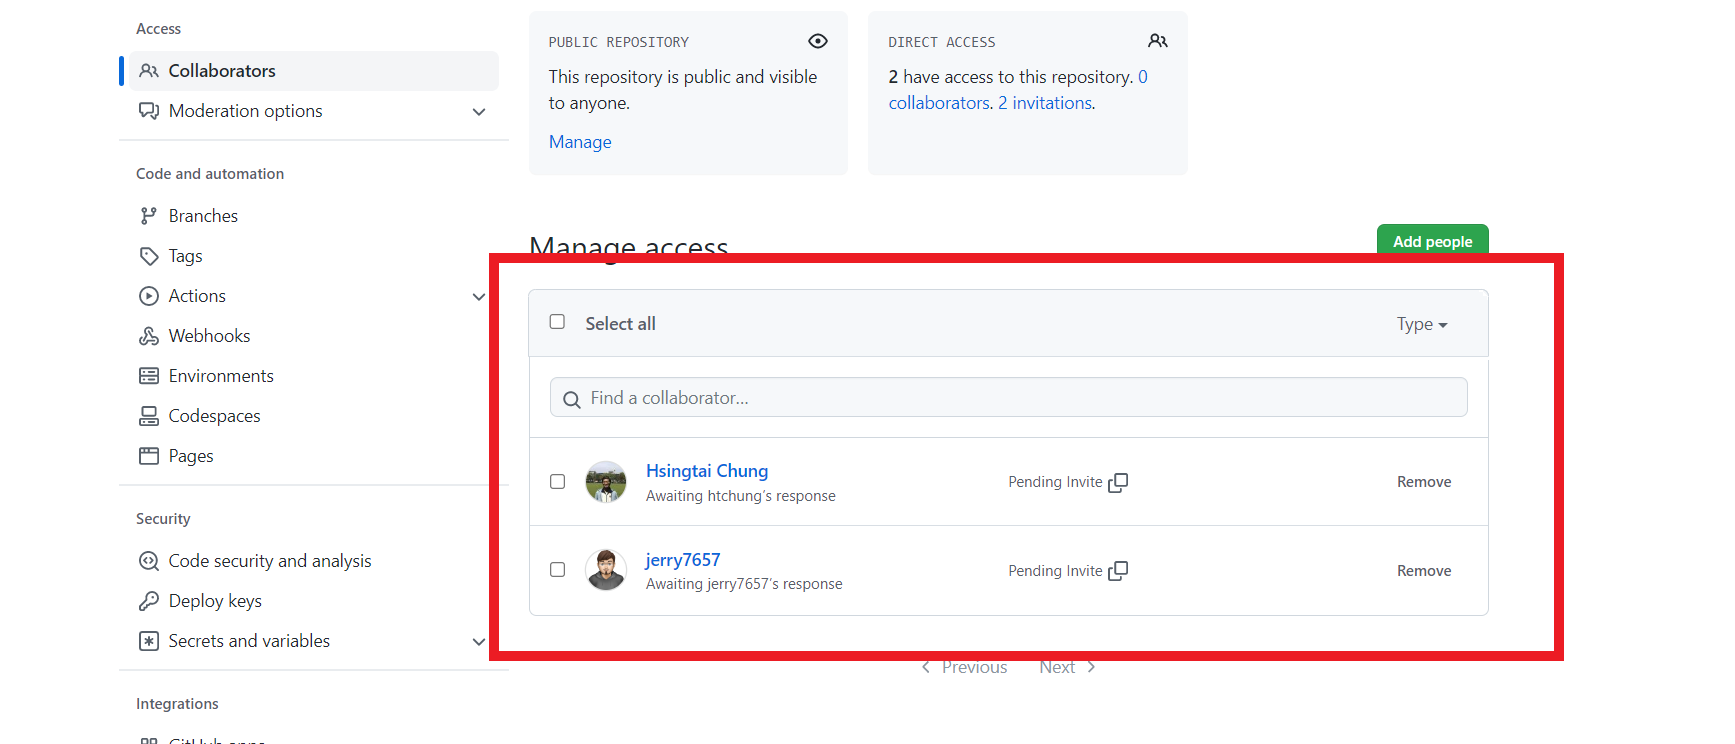 Access
Collaborators
Moderation options
Code and automation
Branches
Tags
Actions
Webhooks
Environments
Codespaces
Pages
Security
Code security and analysis
Deploy keys
Secrets and variables
Integrations
GitHub apps
PUBLIC REPOSITORY
This repository is public and visible
to anyone.
Manage
DIRECT ACCESS
2 have access to this repository. 0
collaborators. 2 invitations.
Manage access
Add people
Select all
Type
Find a collaborator...
Hsingtai Chung
Awaiting htchung's response
Pending Invite
Remove
jerry7657
Awaiting jerry7657's response
Pending Invite
Remove
Previous
Next